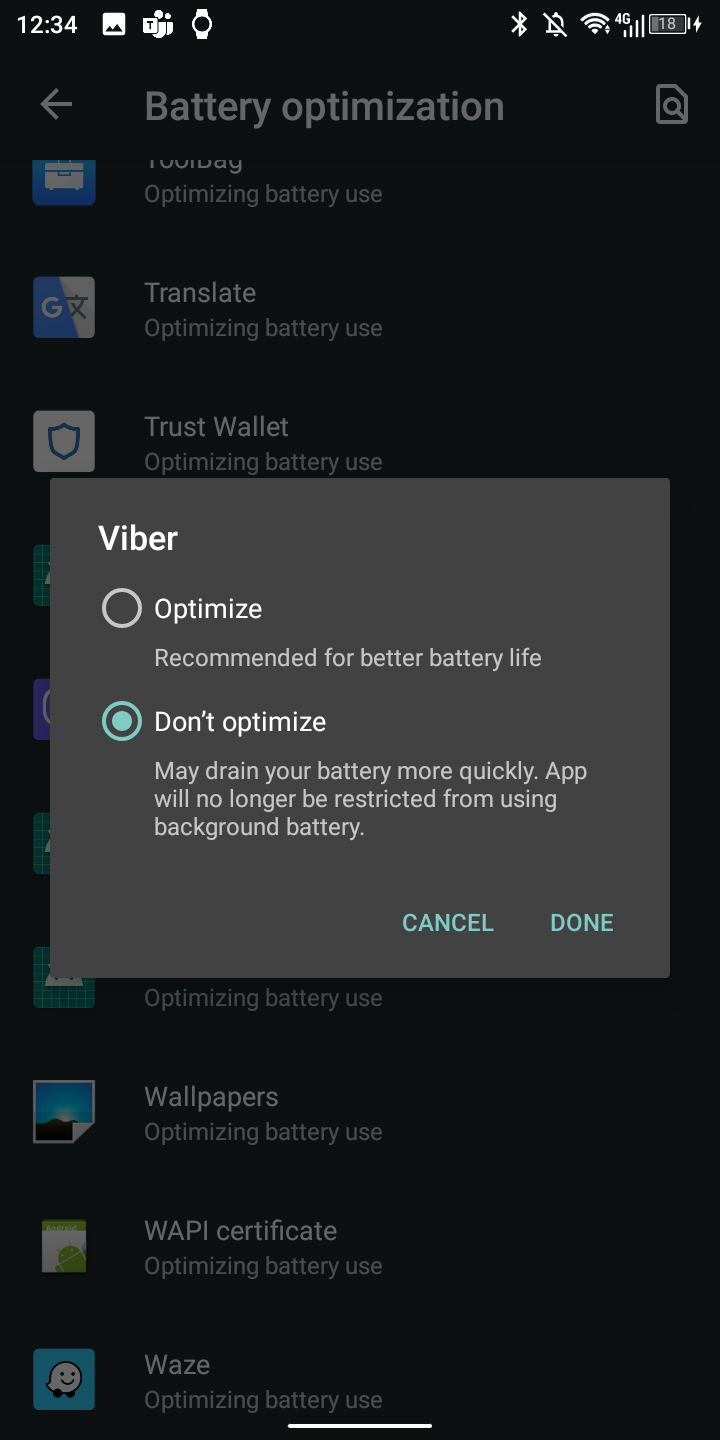 12:34
4G
18
Battery optimization
ToolBag
Optimizing battery use
Translate
Optimizing battery use
Trust Wallet
Optimizing battery use
Viber
Optimize
Recommended for better battery life
Don’t optimize
May drain your battery more quickly. App
will no longer be restricted from using
background battery.
CANCEL
DONE
Optimizing battery use
Wallpapers
Optimizing battery use
Android
WAPI certificate
Optimizing battery use
Waze
Optimizing battery use